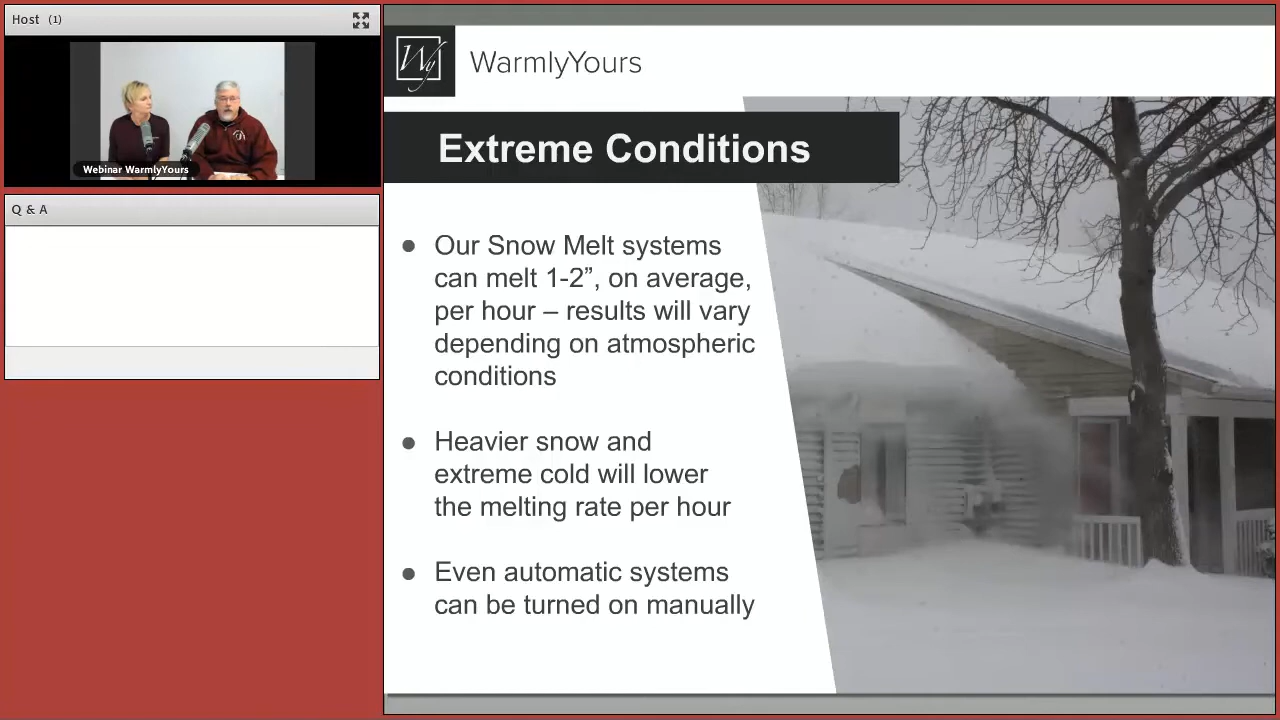 Host (1)
Webinar WarmlyYours
Q & A
Wy
WarmlyYours
Extreme Conditions
● Our Snow Melt systems
can melt 1-2”, on average,
per hour – results will vary
depending on atmospheric
conditions
● Heavier snow and
extreme cold will lower
the melting rate per hour
● Even automatic systems
can be turned on manually